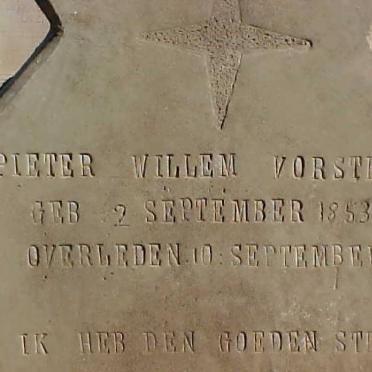 PIETER WILLEM VORST
GEB 2 SEPTEMBER 1853
OVERLEDEN 10 SEPTEMBE
IK HEB DEN GOEDEN ST